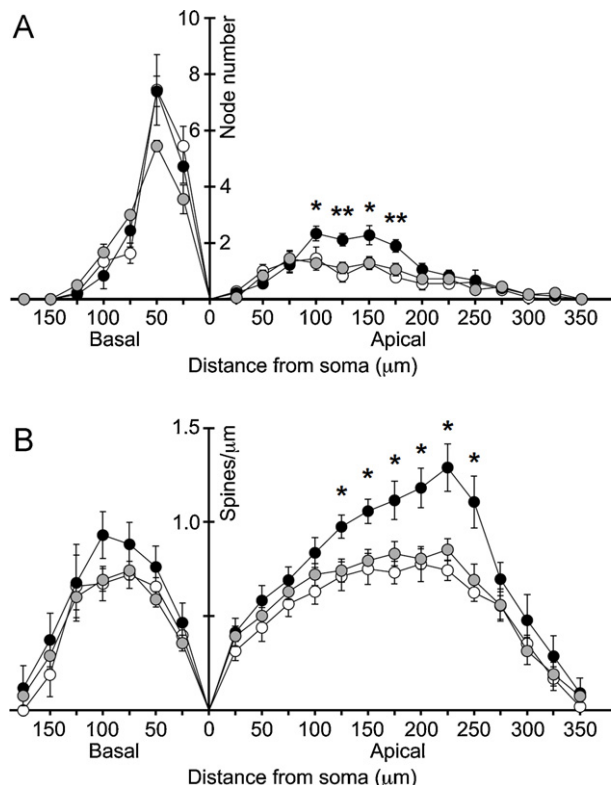 A
10
8
6
4
2
Node number
* ** * **
150 100 50 0 50 100 150 200 250 300 350
Basal Apical
Distance from soma (μm)
B
1.5
1.0
Spines/μm
* * * * * *
150 100 50 0 50 100 150 200 250 300 350
Basal Apical
Distance from soma (μm)